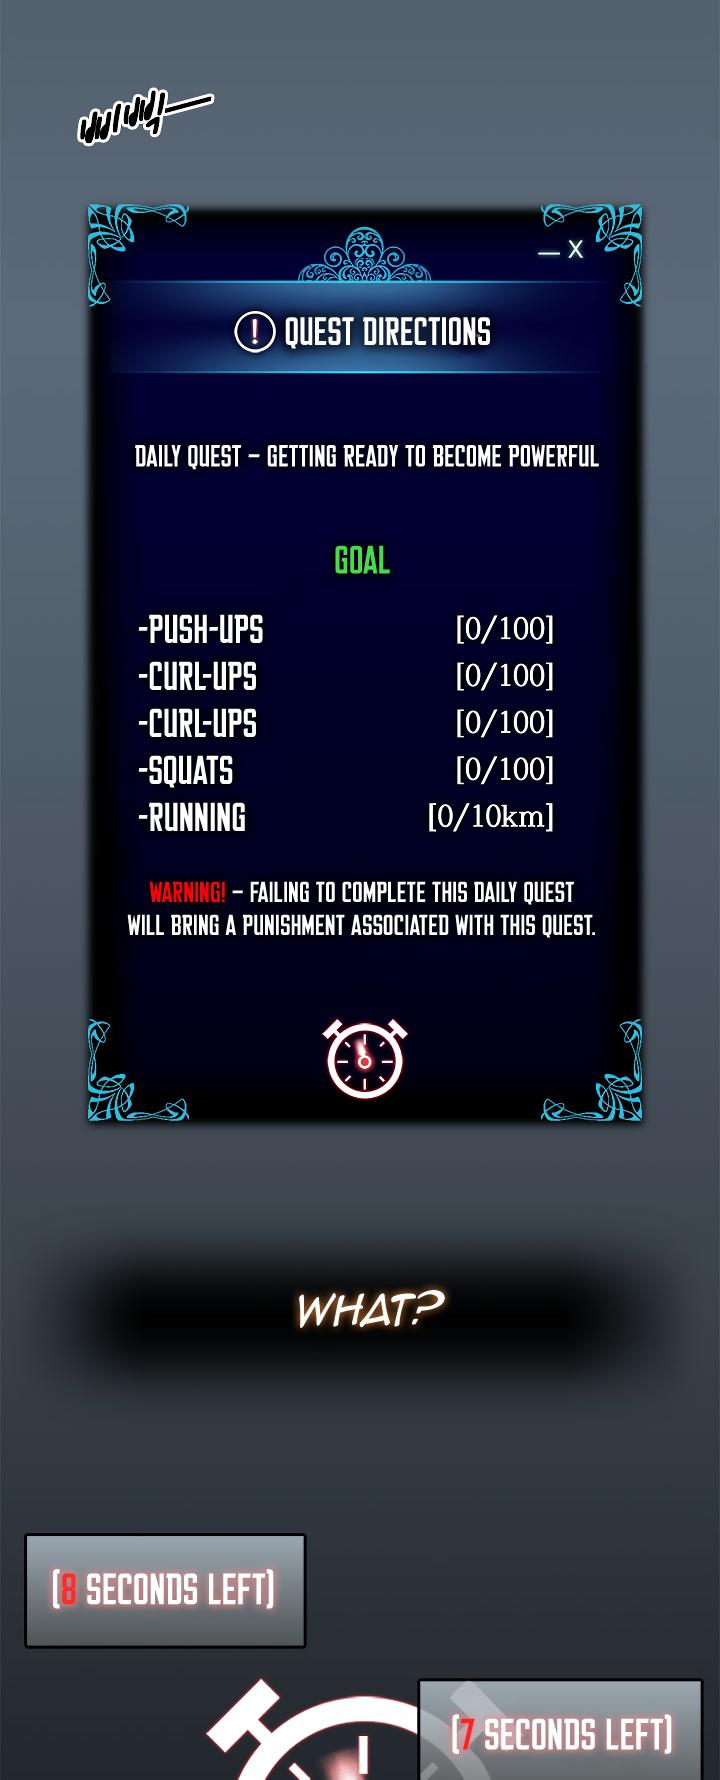 — X
! QUEST DIRECTIONS
DAILY QUEST – GETTING READY TO BECOME POWERFUL
GOAL
-PUSH-UPS [0/100]
-CURL-UPS [0/100]
-CURL-UPS [0/100]
-SQUATS [0/100]
-RUNNING [0/10km]
WARNING! – FAILING TO COMPLETE THIS DAILY QUEST
WILL BRING A PUNISHMENT ASSOCIATED WITH THIS QUEST.
WHAT?
[8 SECONDS LEFT]
[7 SECONDS LEFT]